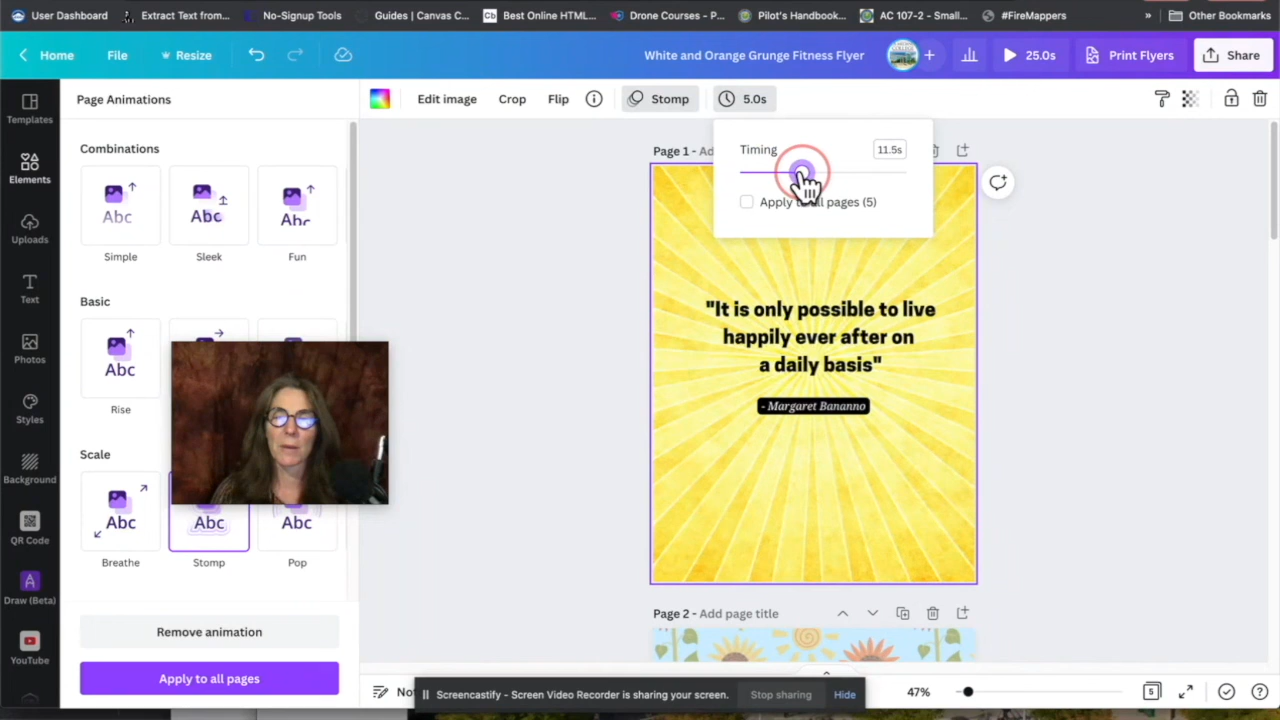 User Dashboard
Extract Text from...
No-Signup Tools
Guides | Canvas C...
Cb Best Online HTML...
Drone Courses - P...
Pilot's Handbook...
AC 107-2 - Small...
#FireMappers
»
Other Bookmarks
Home
File
Resize
White and Orange Grunge Fitness Flyer
25.0s
Print Flyers
Share
Templates
Elements
Uploads
Text
Photos
Styles
Background
QR Code
Draw (Beta)
YouTube
Page Animations
Combinations
Abc
Abc
Abc
Simple
Sleek
Fun
Basic
Abc
Rise
Scale
Abc
Abc
Abc
Breathe
Stomp
Pop
Remove animation
Apply to all pages
Edit image
Crop
Flip
Stomp
5.0s
Timing
11.5s
Apply to all pages (5)
Page 1 - Ad
"It is only possible to live
happily ever after on
a daily basis"
- Margaret Bananno
Page 2 - Add page title
Not
Screencastify - Screen Video Recorder is sharing your screen.
Stop sharing
Hide
47%
5